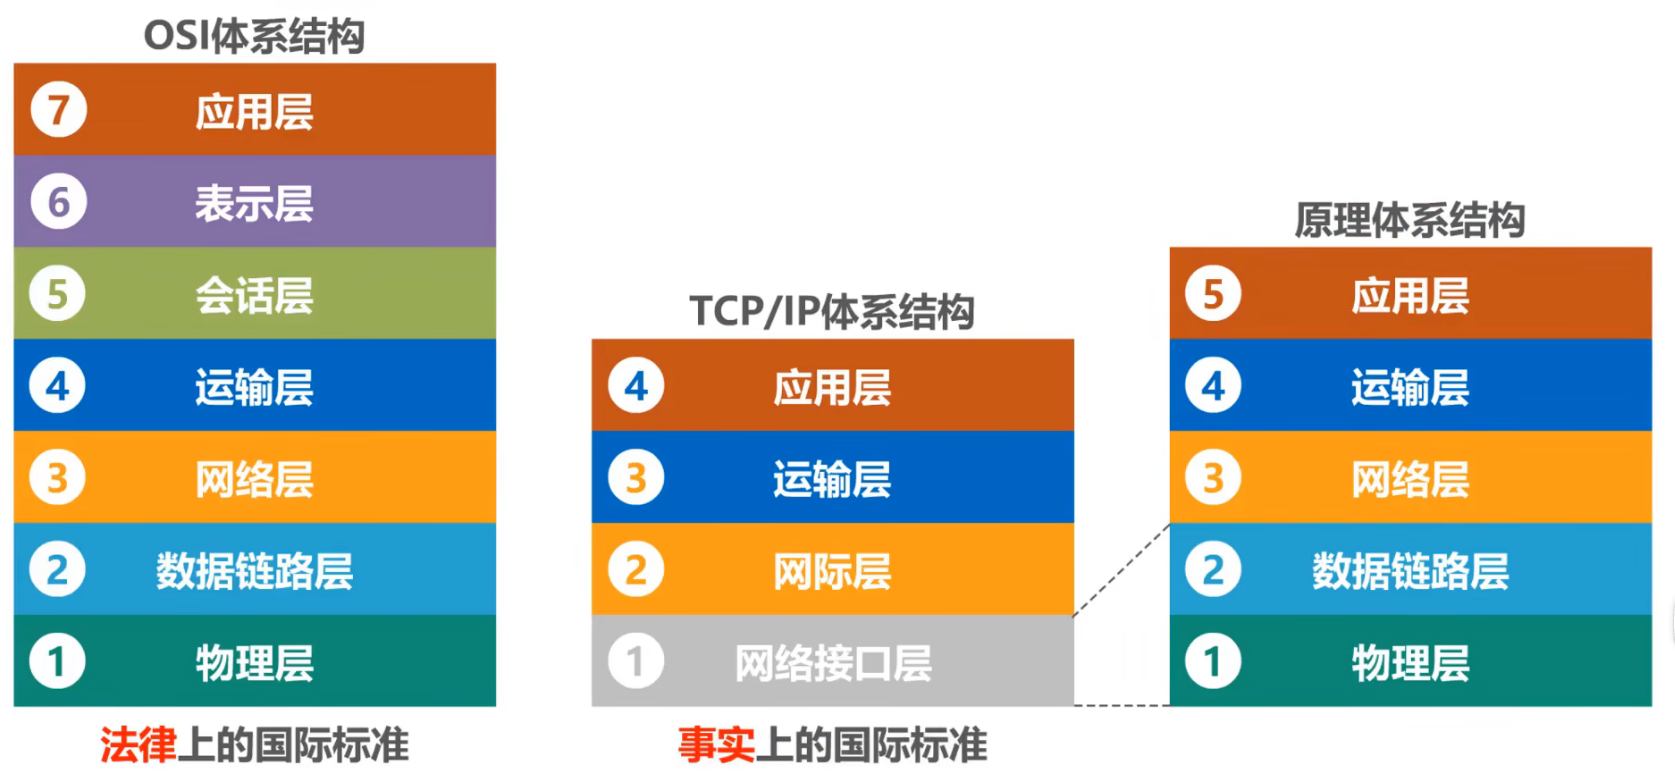 OSI体系结构
7 应用层
6 表示层
5 会话层
4 运输层
3 网络层
2 数据链路层
1 物理层
法律上的国际标准
TCP/IP体系结构
4 应用层
3 运输层
2 网际层
1 网络接口层
事实上的国际标准
原理体系结构
5 应用层
4 运输层
3 网络层
2 数据链路层
1 物理层